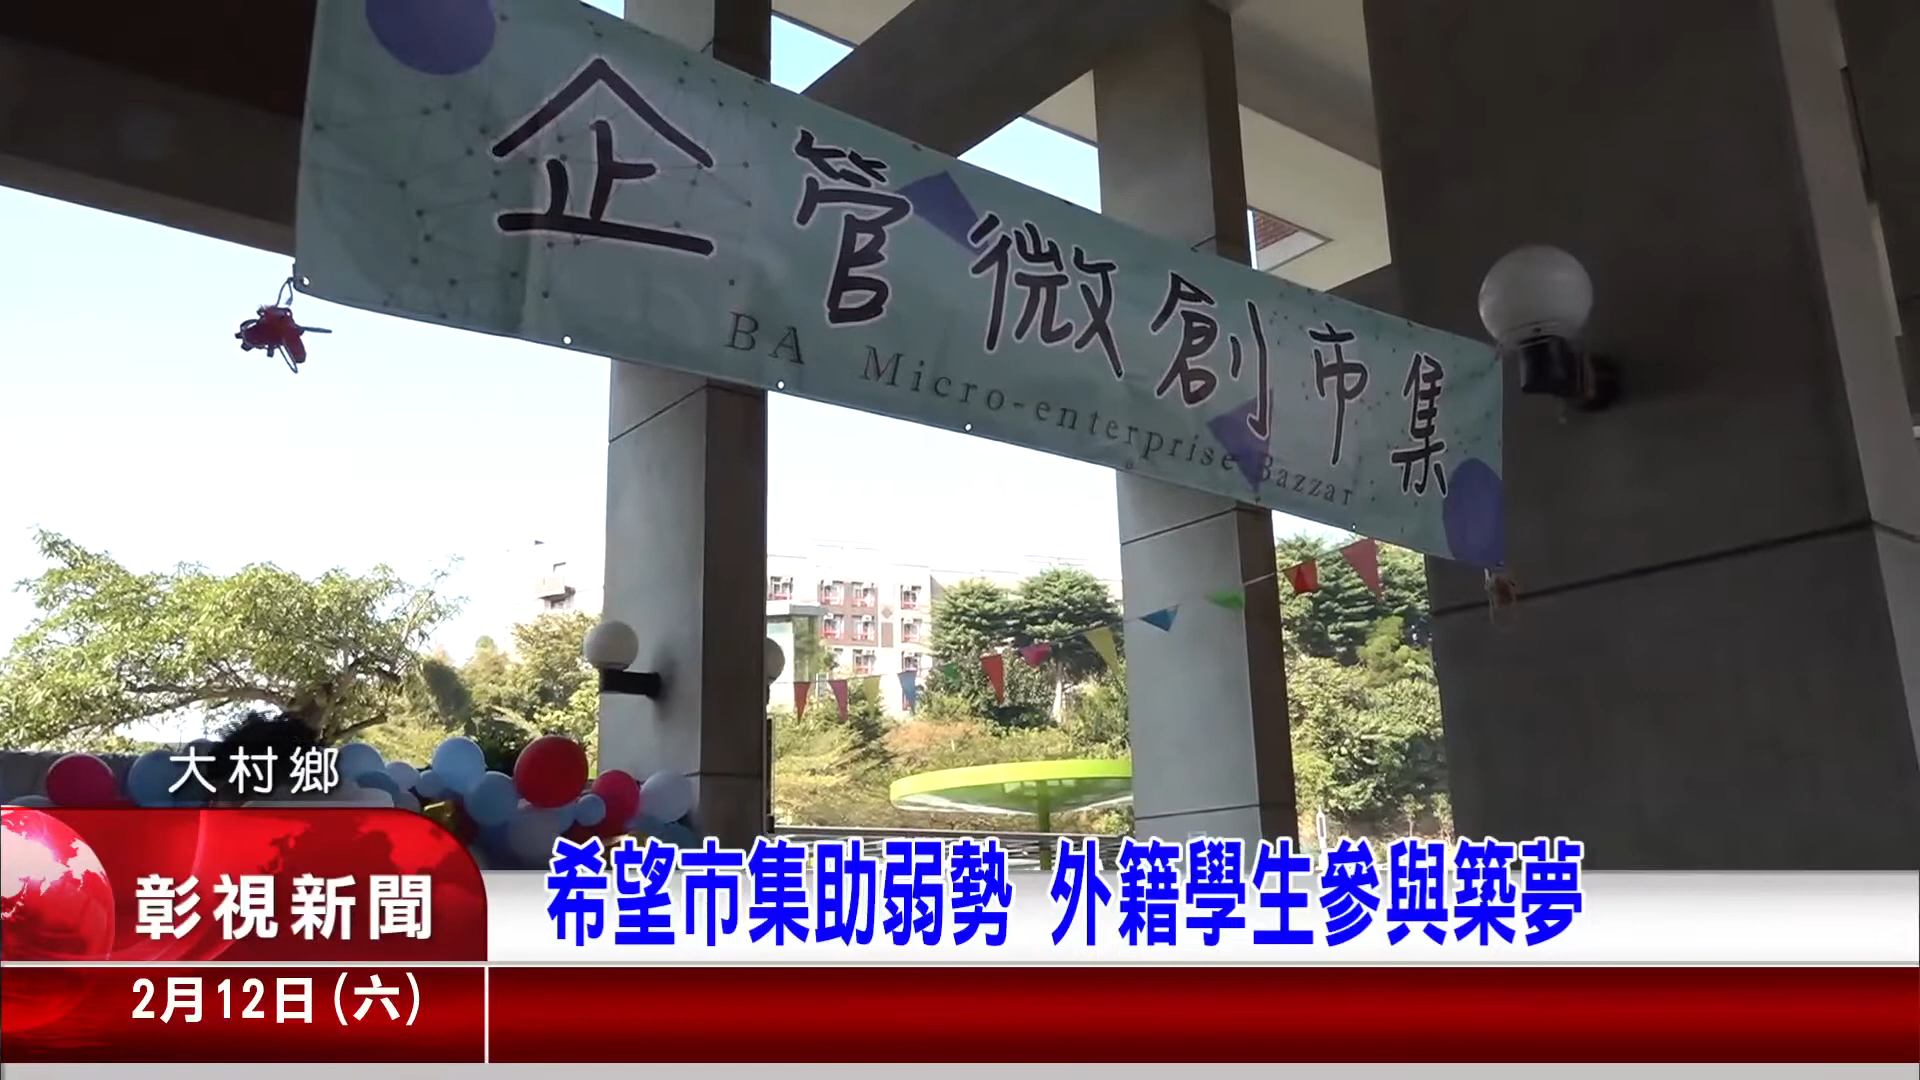 企管微創市集
BA Micro-enterprise Bazzar
大村鄉
彰視新聞
希望市集助弱勢 外籍學生參與築夢
2月12日(六)